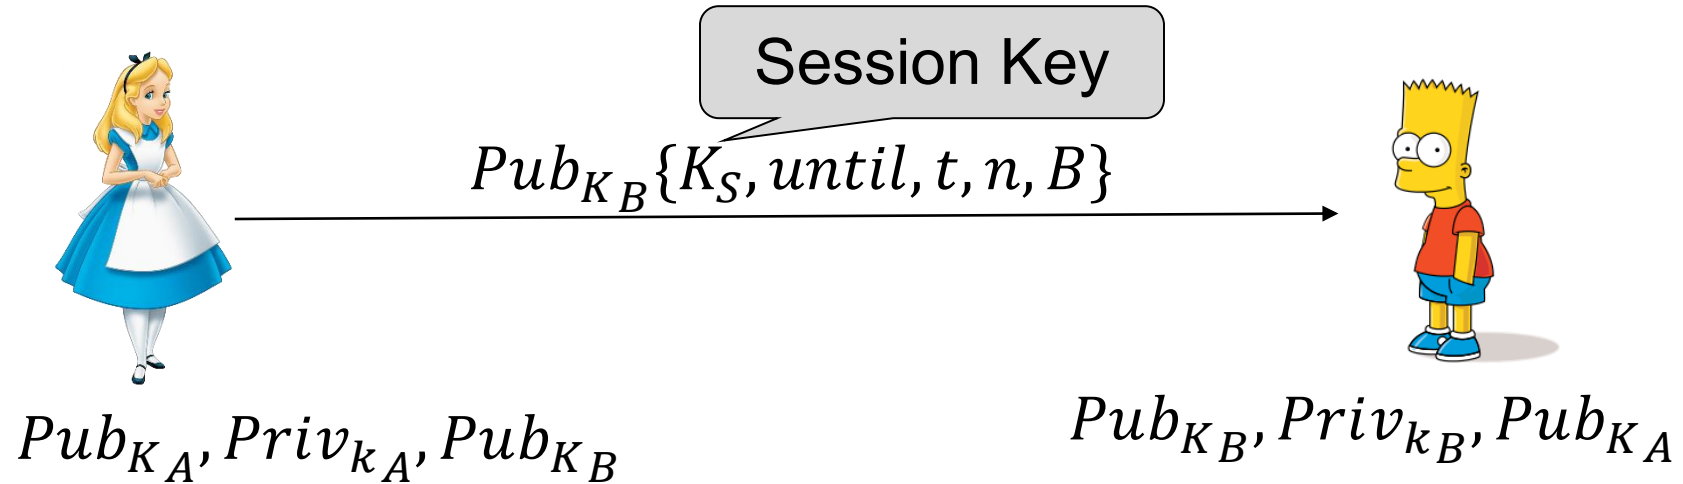 Session Key
Pub_{K_B}{K_S, until, t, n, B}
Pub_{K_A}, Priv_{k_A}, Pub_{K_B}
Pub_{K_B}, Priv_{k_B}, Pub_{K_A}